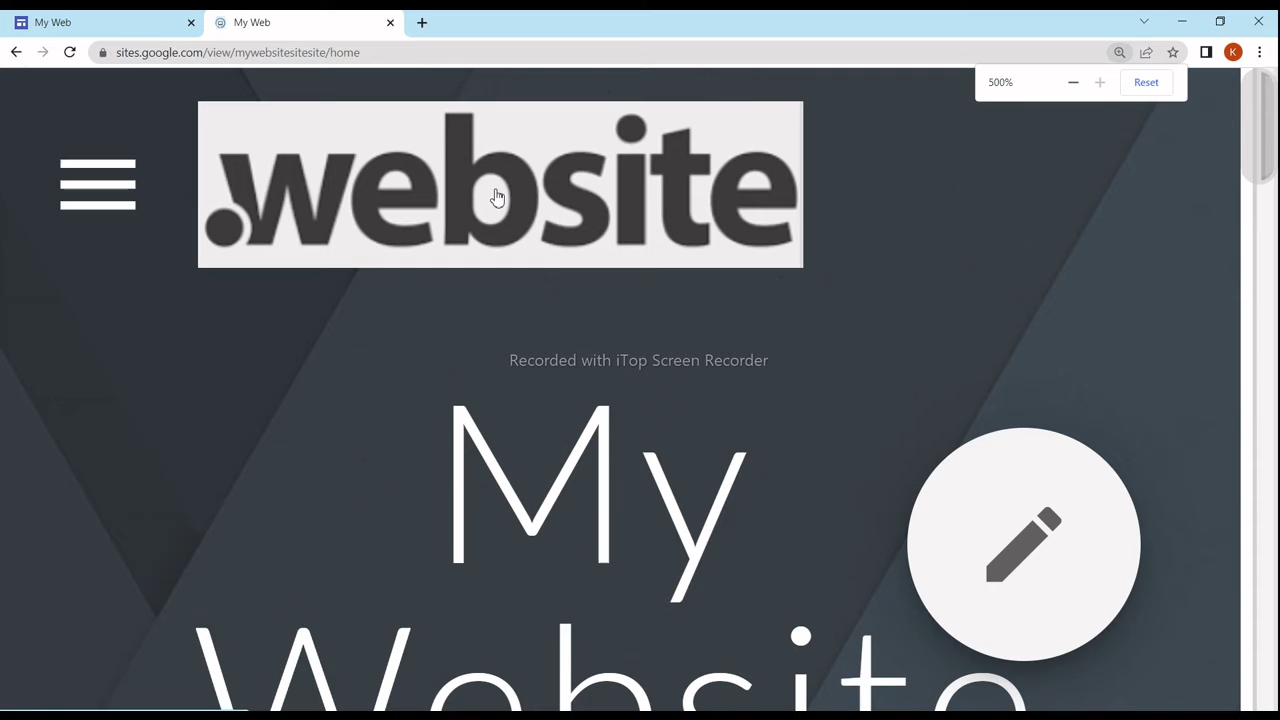 My Web
My Web
sites.google.com/view/mywebsitesitesite/home
K
500%
Reset
.website
Recorded with iTop Screen Recorder
My
Website